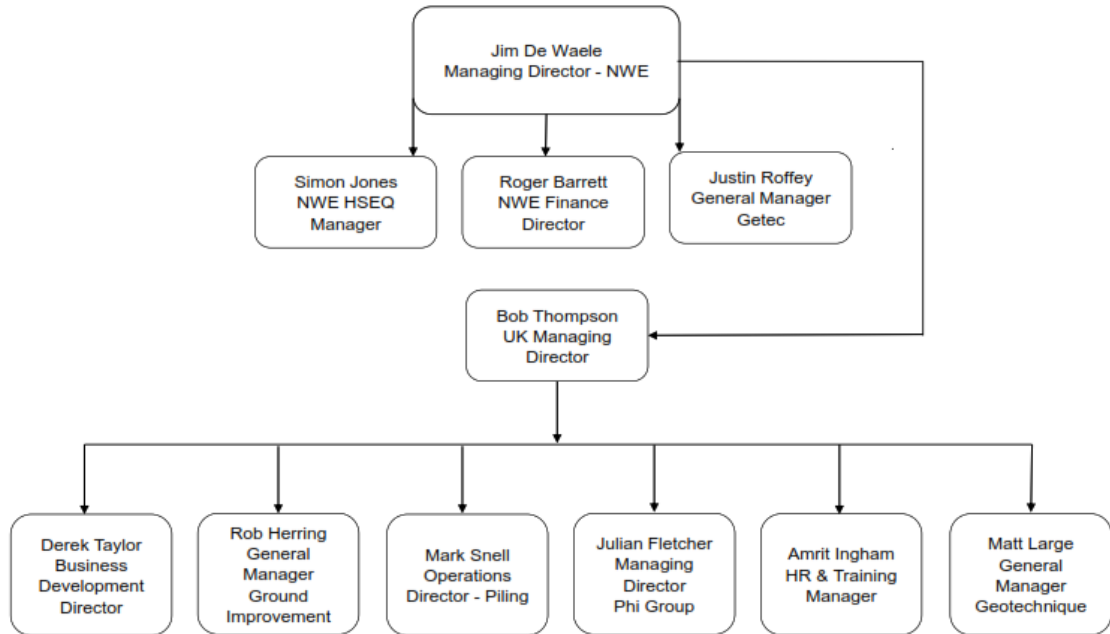 Jim De Waele
Managing Director - NWE
Simon Jones
NWE HSEQ
Manager
Roger Barrett
NWE Finance
Director
Justin Roffey
General Manager
Getec
Bob Thompson
UK Managing
Director
Derek Taylor
Business
Development
Director
Rob Herring
General
Manager
Ground
Improvement
Mark Snell
Operations
Director - Piling
Julian Fletcher
Managing
Director
Phi Group
Amrit Ingham
HR & Training
Manager
Matt Large
General
Manager
Geotechnique